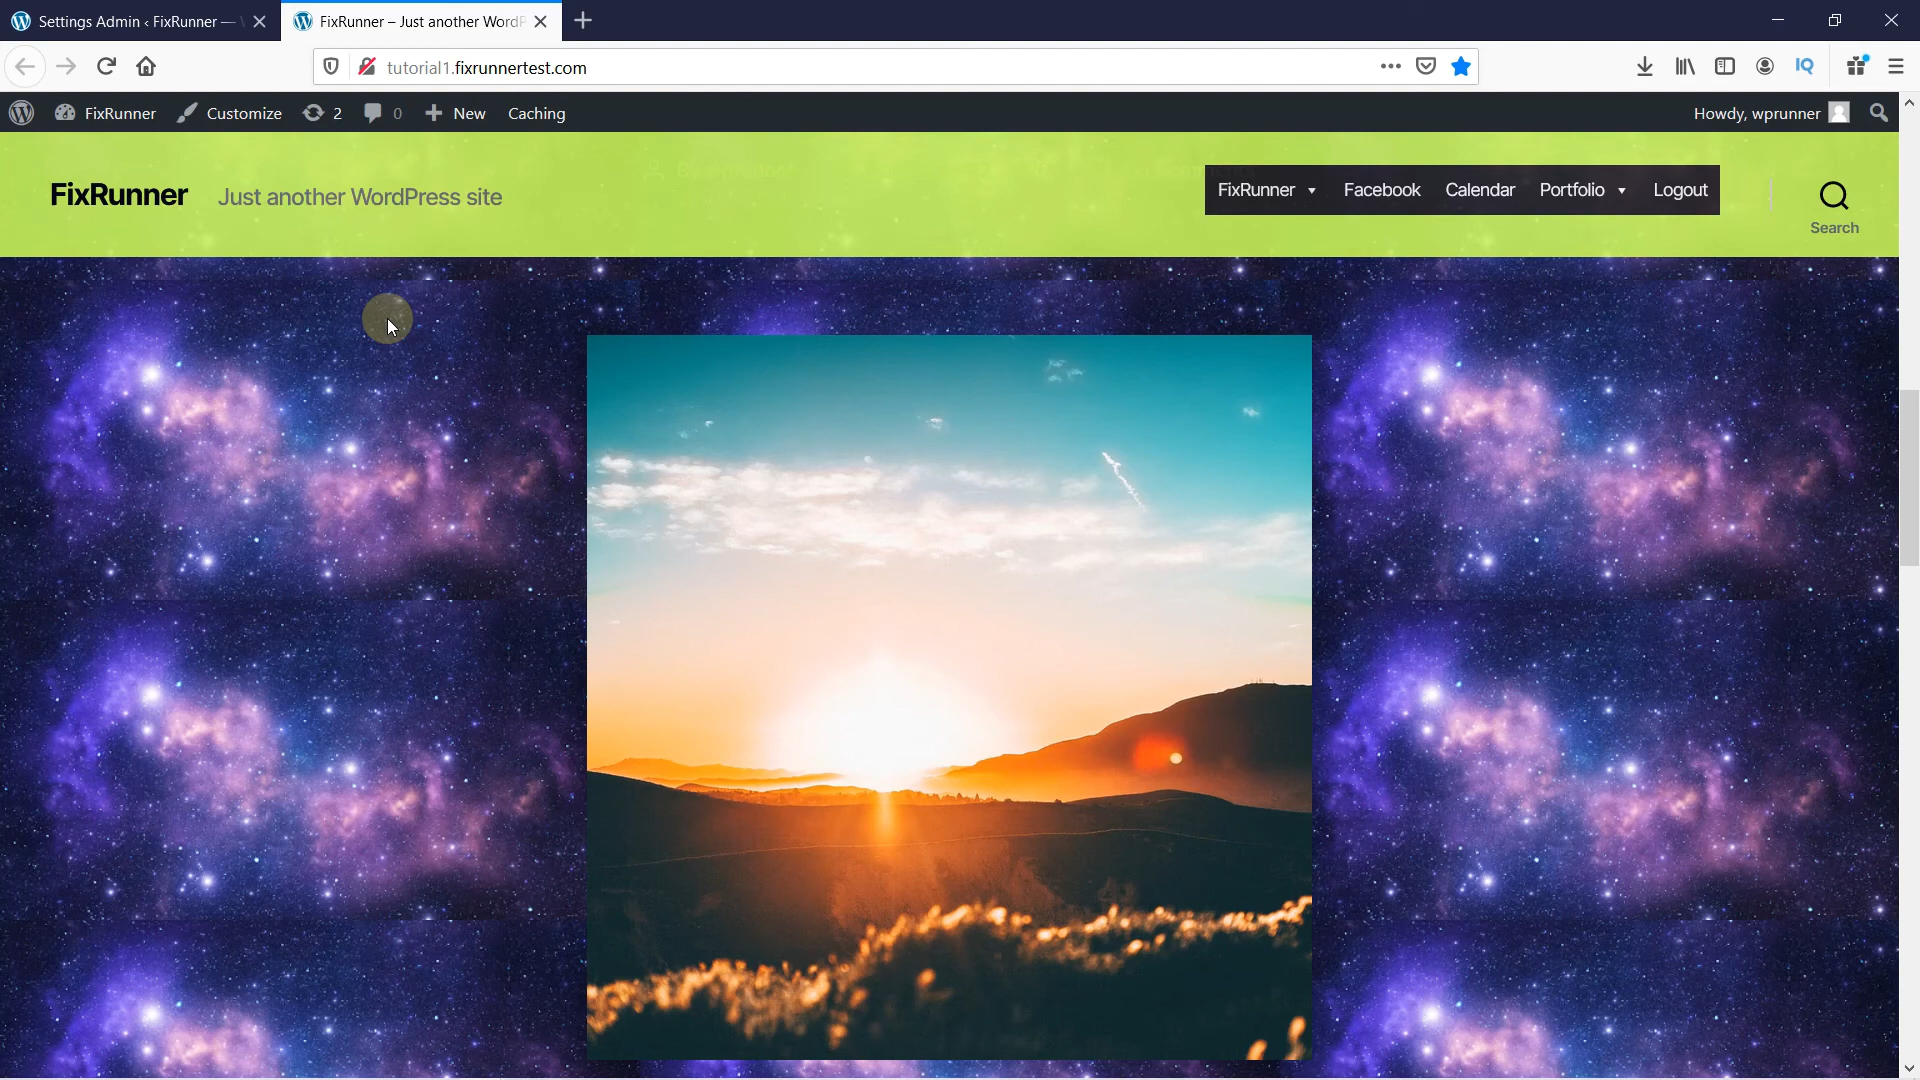 Settings Admin ‹ FixRunner —
FixRunner – Just another WordP
tutorial1.fixrunnertest.com
IQ
FixRunner
Customize
2
0
New
Caching
Howdy, wprunner
FixRunner
Just another WordPress site
FixRunner
Facebook
Calendar
Portfolio
Logout
Search